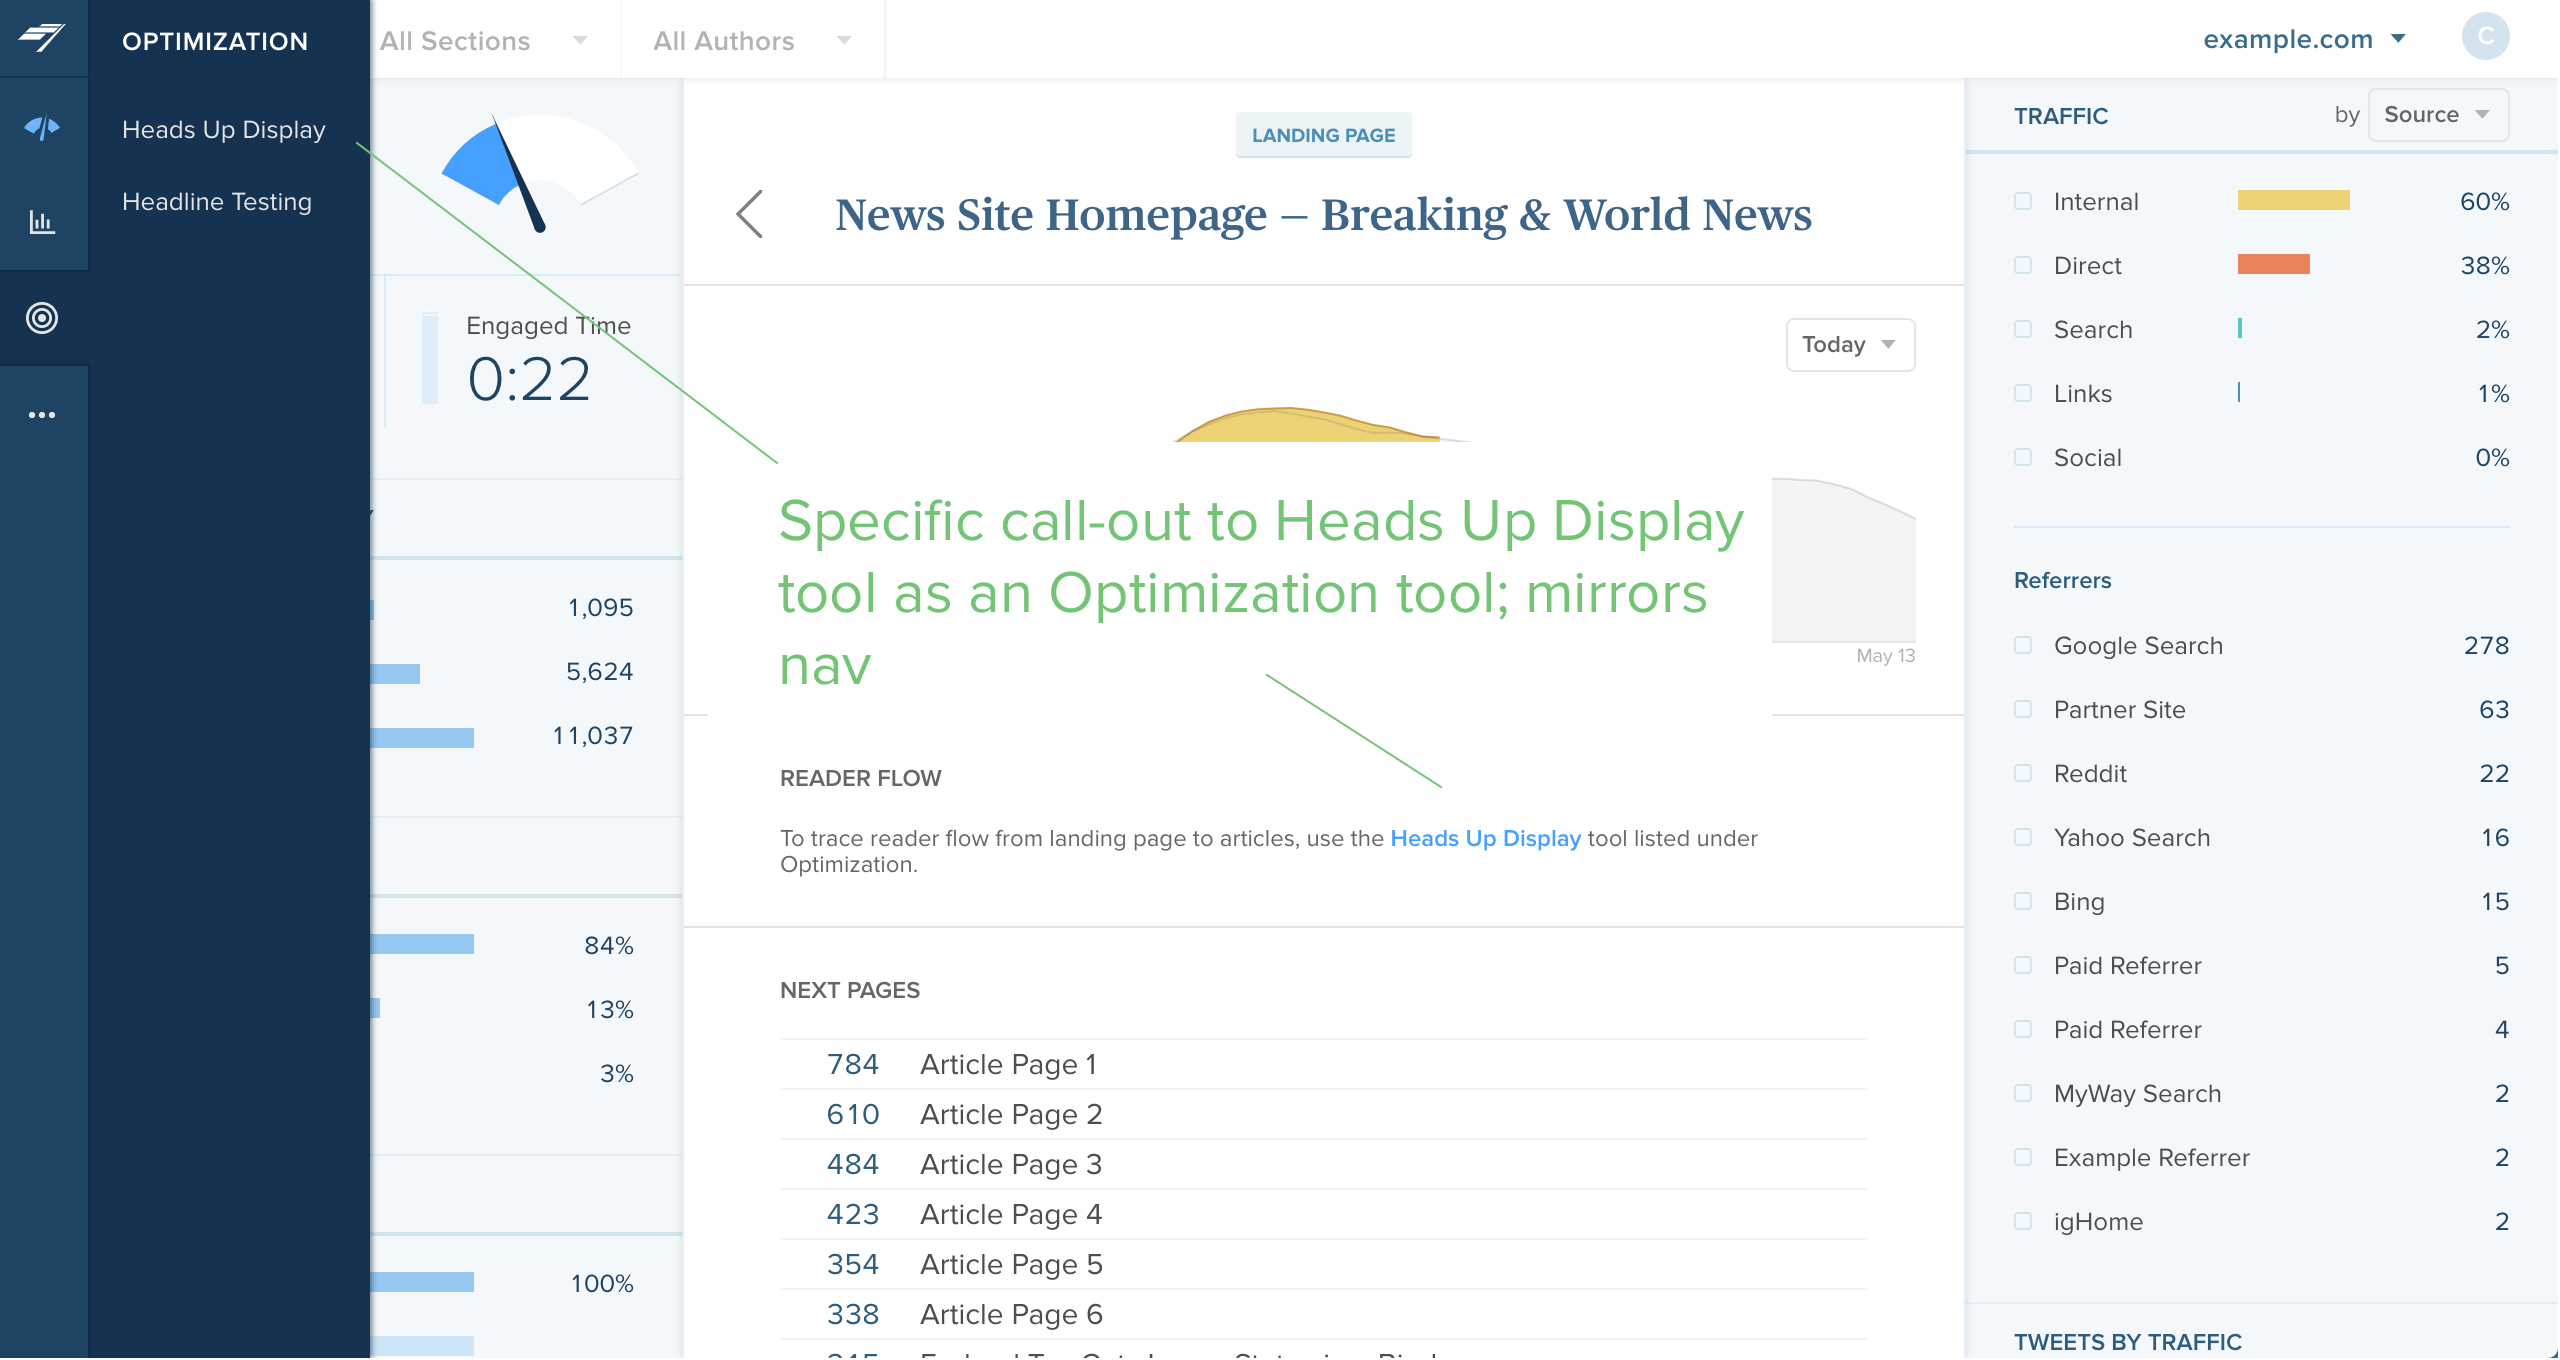 OPTIMIZATION
Heads Up Display
Headline Testing
All Sections
All Authors
example.com
C
Engaged Time
0:22
1,095
5,624
11,037
84%
13%
3%
100%
LANDING PAGE
News Site Homepage – Breaking & World News
Today
Specific call-out to Heads Up Display
tool as an Optimization tool; mirrors
nav
May 13
READER FLOW
To trace reader flow from landing page to articles, use the Heads Up Display tool listed under
Optimization.
NEXT PAGES
784 Article Page 1
610 Article Page 2
484 Article Page 3
423 Article Page 4
354 Article Page 5
338 Article Page 6
TRAFFIC
by Source
Internal 60%
Direct 38%
Search 2%
Links 1%
Social 0%
Referrers
Google Search 278
Partner Site 63
Reddit 22
Yahoo Search 16
Bing 15
Paid Referrer 5
Paid Referrer 4
MyWay Search 2
Example Referrer 2
igHome 2
TWEETS BY TRAFFIC